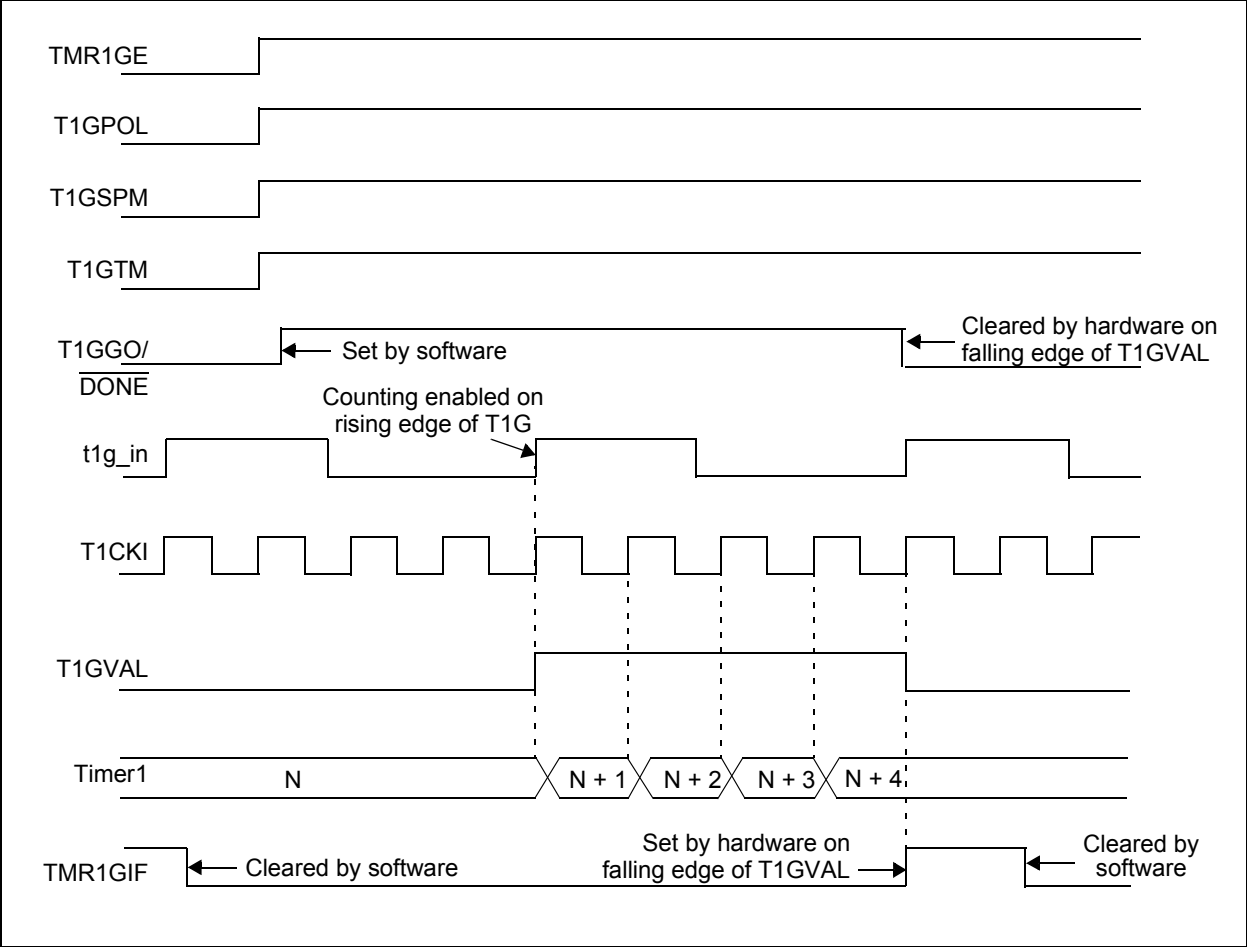 TMR1GE
T1GPOL
T1GSPM
T1GTM
T1GGO/
DONE
Set by software
Cleared by hardware on
falling edge of T1GVAL
Counting enabled on
rising edge of T1G
t1g_in
T1CKI
T1GVAL
Timer1
N
N + 1
N + 2
N + 3
N + 4
TMR1GIF
Cleared by software
Set by hardware on
falling edge of T1GVAL
Cleared by
software